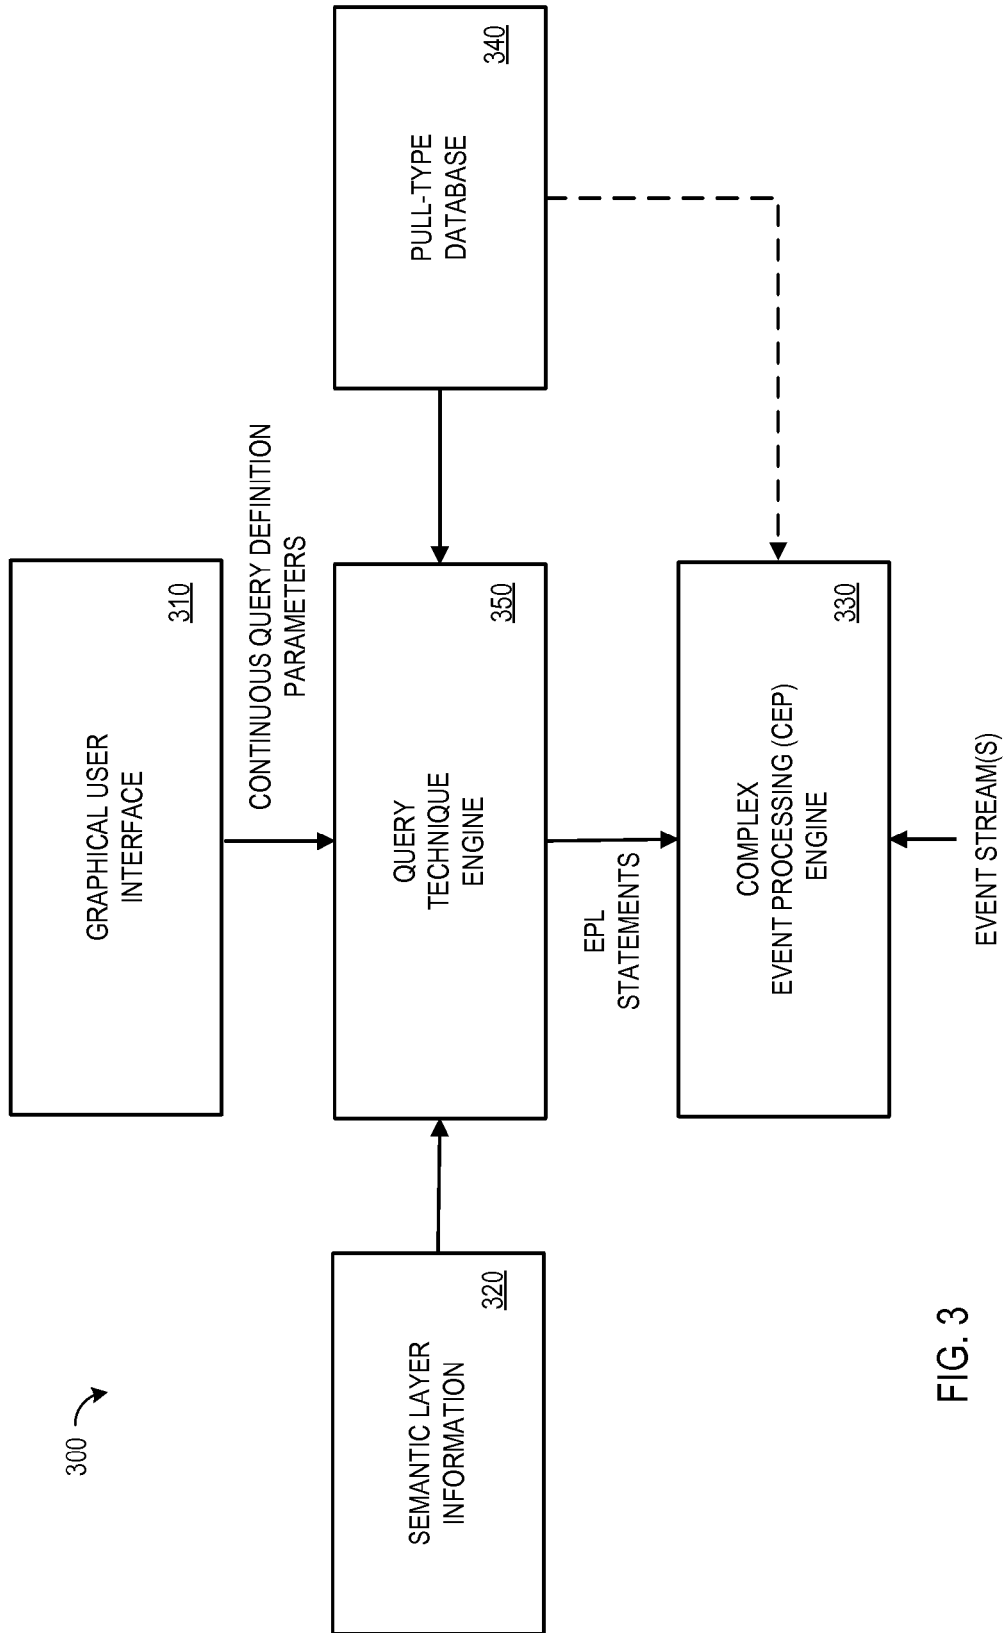 300
GRAPHICAL USER
INTERFACE
310
CONTINUOUS QUERY DEFINITION
PARAMETERS
SEMANTIC LAYER
INFORMATION
320
QUERY
TECHNIQUE
ENGINE
350
PULL-TYPE
DATABASE
340
EPL
STATEMENTS
COMPLEX
EVENT PROCESSING (CEP)
ENGINE
330
EVENT STREAM(S)
FIG. 3